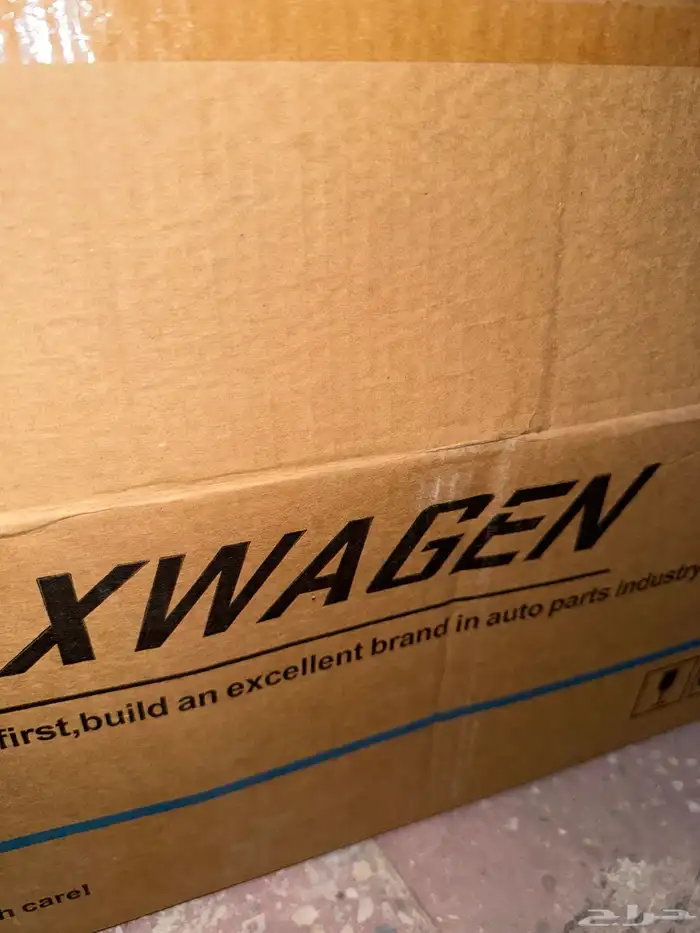 XWAGEN
first,build an excellent brand in auto parts industry
h care!
حراج